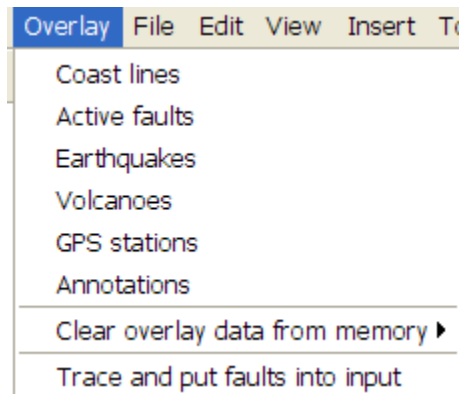 Overlay File Edit View Insert
Coast lines
Active faults
Earthquakes
Volcanoes
GPS stations
Annotations
Clear overlay data from memory
Trace and put faults into input